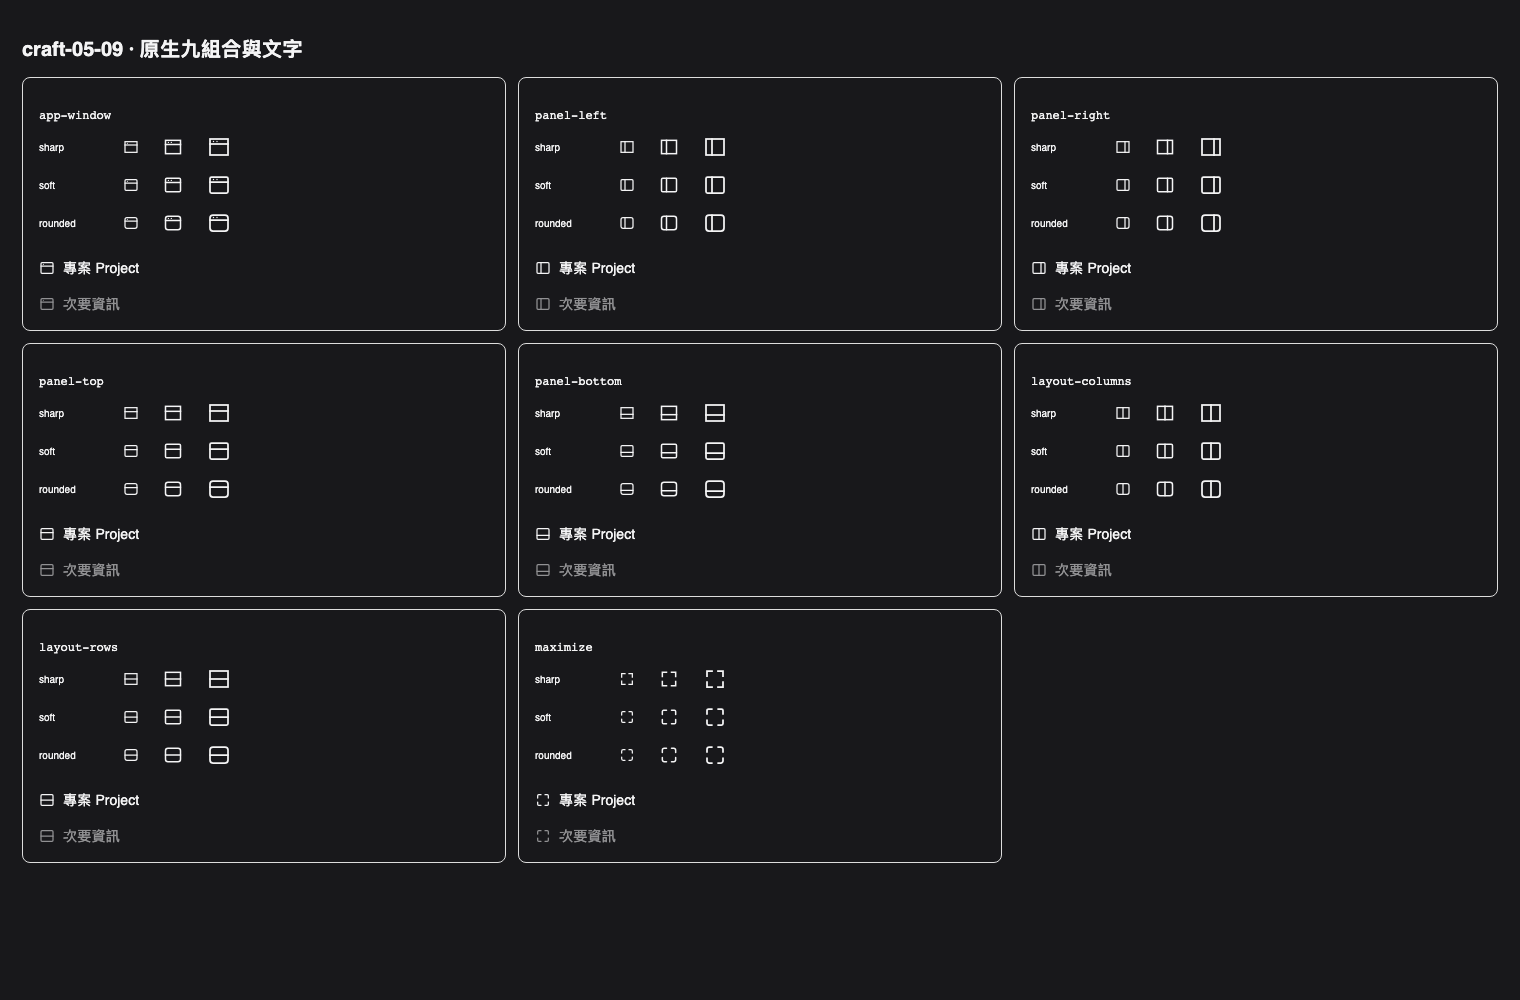 craft-05-09 · 原生九組合與文字
app-window
sharp
soft
rounded
專案 Project
次要資訊
panel-left
sharp
soft
rounded
專案 Project
次要資訊
panel-right
sharp
soft
rounded
專案 Project
次要資訊
panel-top
sharp
soft
rounded
專案 Project
次要資訊
panel-bottom
sharp
soft
rounded
專案 Project
次要資訊
layout-columns
sharp
soft
rounded
專案 Project
次要資訊
layout-rows
sharp
soft
rounded
專案 Project
次要資訊
maximize
sharp
soft
rounded
專案 Project
次要資訊